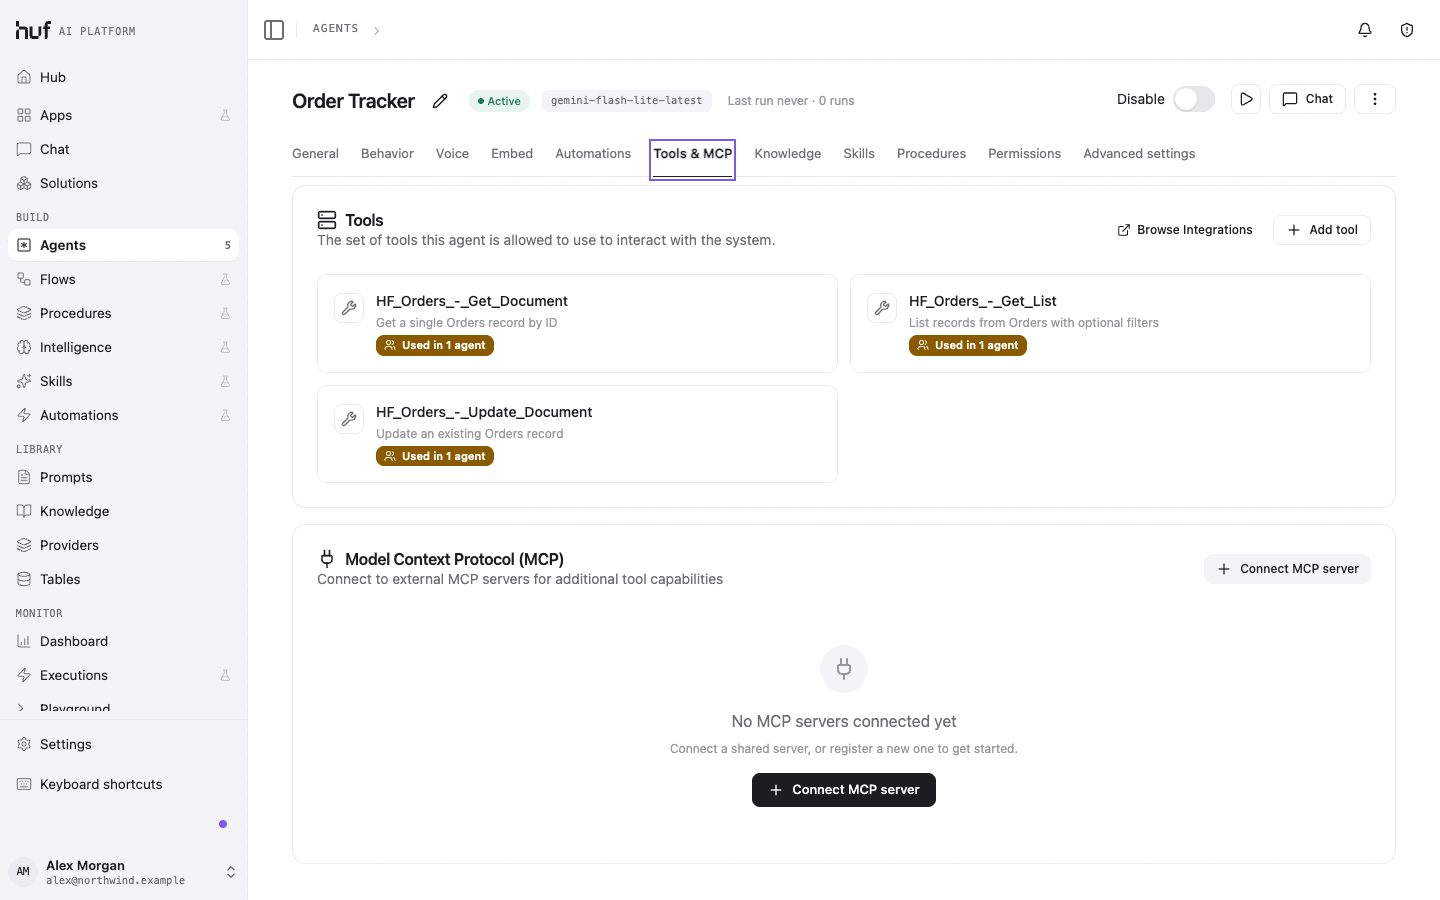 huf AI PLATFORM
Hub
Apps
Chat
Solutions
BUILD
Agents 5
Flows
Procedures
Intelligence
Skills
Automations
LIBRARY
Prompts
Knowledge
Providers
Tables
MONITOR
Dashboard
Executions
Playground
Settings
Keyboard shortcuts
AM Alex Morgan
alex@northwind.example
AGENTS
Order Tracker Active gemini-flash-lite-latest Last run never · 0 runs Disable Chat
General Behavior Voice Embed Automations Tools & MCP Knowledge Skills Procedures Permissions Advanced settings
Tools
The set of tools this agent is allowed to use to interact with the system.
Browse Integrations Add tool
HF_Orders_-_Get_Document
Get a single Orders record by ID
Used in 1 agent
HF_Orders_-_Get_List
List records from Orders with optional filters
Used in 1 agent
HF_Orders_-_Update_Document
Update an existing Orders record
Used in 1 agent
Model Context Protocol (MCP)
Connect to external MCP servers for additional tool capabilities
Connect MCP server
No MCP servers connected yet
Connect a shared server, or register a new one to get started.
Connect MCP server